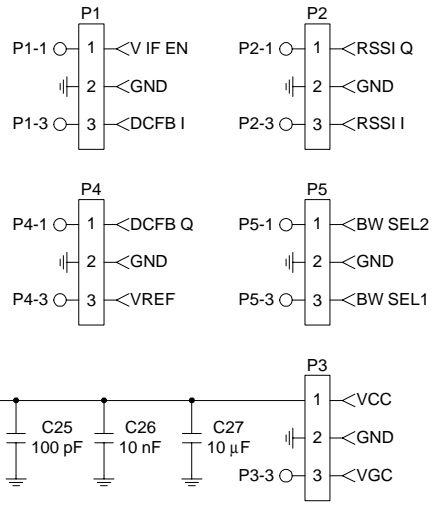 P1
P1-1 1 V IF EN
2 GND
P1-3 3 DCFB I
P2
P2-1 1 RSSI Q
2 GND
P2-3 3 RSSI I
P4
P4-1 1 DCFB Q
2 GND
P4-3 3 VREF
P5
P5-1 1 BW SEL2
2 GND
P5-3 3 BW SEL1
P3
1 VCC
2 GND
P3-3 3 VGC
C25
100 pF
C26
10 nF
C27
10 μF